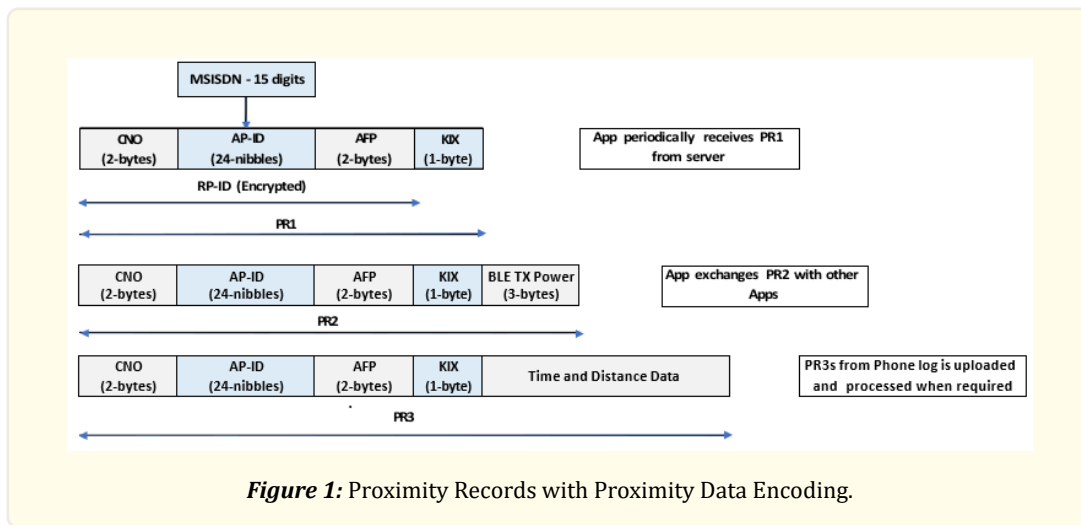 MSISDN - 15 digits
CNO AP-ID AFP KIX
(2-bytes) (24-nibbles) (2-bytes) (1-byte)
App periodically receives PR1
from server
RP-ID (Encrypted)
PR1
CNO AP-ID AFP KIX BLE TX Power
(2-bytes) (24-nibbles) (2-bytes) (1-byte) (3-bytes)
App exchanges PR2 with other
Apps
PR2
CNO AP-ID AFP KIX
(2-bytes) (24-nibbles) (2-bytes) (1-byte)
Time and Distance Data
PR3s from Phone log is uploaded
and processed when required
PR3
Figure 1: Proximity Records with Proximity Data Encoding.